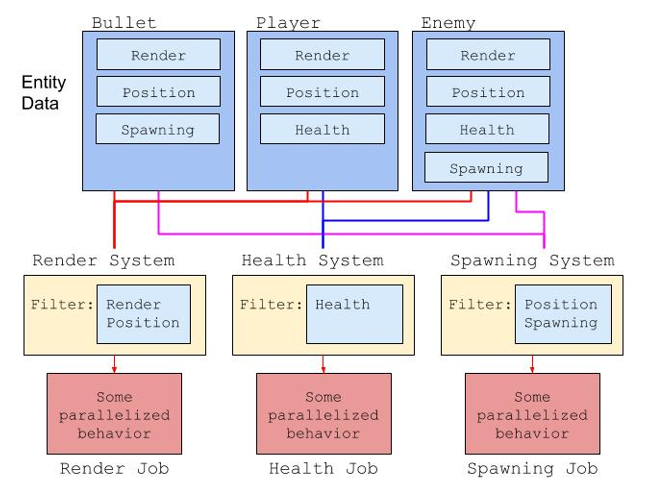 Bullet
Player
Enemy
Entity
Data
Render
Position
Spawning
Render
Position
Health
Render
Position
Health
Spawning
Render System
Health System
Spawning System
Filter:
Render
Position
Filter:
Health
Filter:
Position
Spawning
Some
parallelized
behavior
Some
parallelized
behavior
Some
parallelized
behavior
Render Job
Health Job
Spawning Job